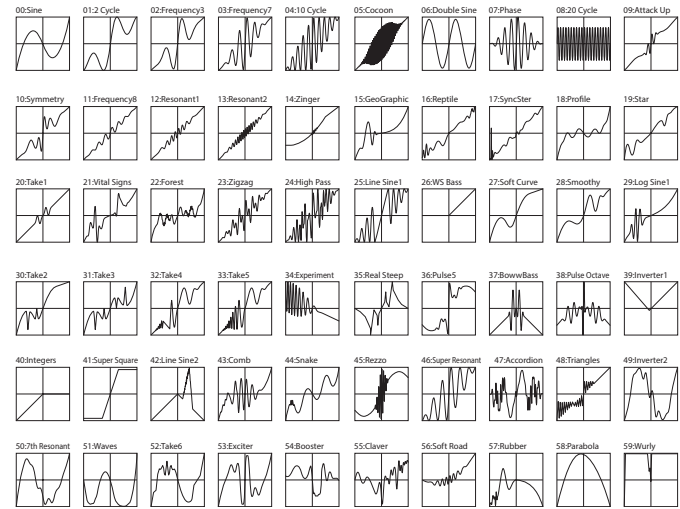 00:Sine 01:2 Cycle 02:Frequency3 03:Frequency7 04:10 Cycle 05:Cocoon 06:Double Sine 07:Phase 08:20 Cycle 09:Attack Up
10:Symmetry 11:Frequency8 12:Resonant1 13:Resonant2 14:Zinger 15:GeoGraphic 16:Reptile 17:SyncSter 18:Profile 19:Star
20:Take1 21:Vital Signs 22:Forest 23:Zigzag 24:High Pass 25:Line Sine1 26:WS Bass 27:Soft Curve 28:Smoothy 29:Log Sine1
30:Take2 31:Take3 32:Take4 33:Take5 34:Experiment 35:Real Steep 36:Pulse5 37:BowwBass 38:Pulse Octave 39:Inverter1
40:Integers 41:Super Square 42:Line Sine2 43:Comb 44:Snake 45:Rezzo 46:Super Resonant 47:Accordion 48:Triangles 49:Inverter2
50:7th Resonant 51:Waves 52:Take6 53:Exciter 54:Booster 55:Claver 56:Soft Road 57:Rubber 58:Parabola 59:Wurly